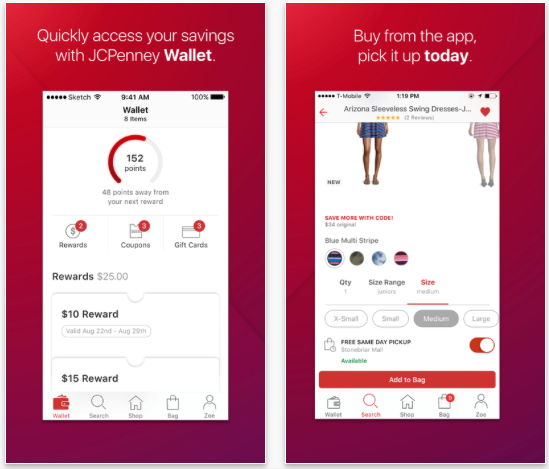 Quickly access your savings
with JCPenney Wallet.
●●●●● Sketch 9:41 AM 100%
Wallet
8 Items
152
points
48 points away from
your next reward
2 3 3
Rewards Coupons Gift Cards
Rewards $25.00
$10 Reward
Valid Aug 22nd - Aug 29th
$15 Reward
Wallet Search Shop Bag Zoe
Buy from the app,
pick it up today.
●●●●● T-Mobile 1:19 PM
Arizona Sleeveless Swing Dresses-J...
★★★★★ (2 Reviews)
NEW
SAVE MORE WITH CODE!
$34 original
Blue Multi Stripe
Qty Size Range Size
1 juniors medium
X-Small Small Medium Large
FREE SAME DAY PICKUP
Stonebriar Mall
Available
Add to Bag
Wallet Search Shop Bag Zoe